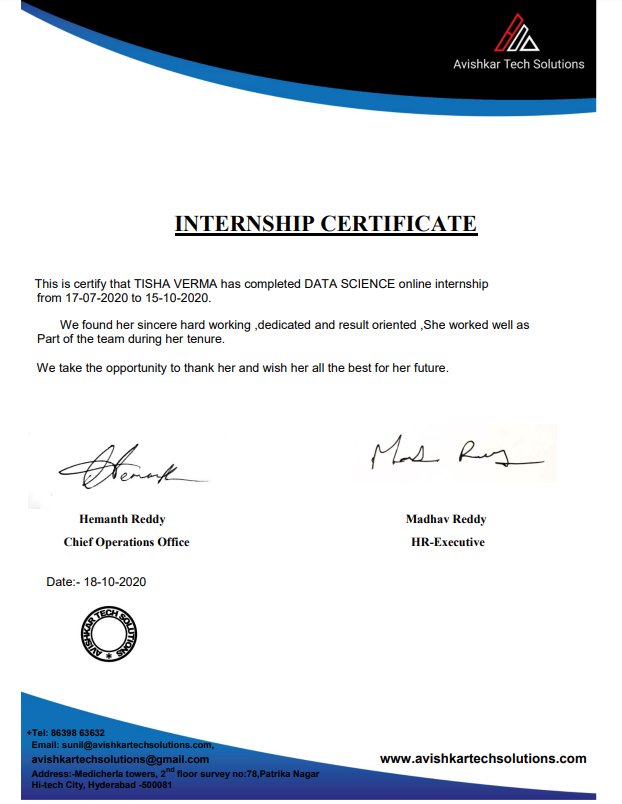 Avishkar Tech Solutions
INTERNSHIP CERTIFICATE
This is certify that TISHA VERMA has completed DATA SCIENCE online internship
from 17-07-2020 to 15-10-2020.
We found her sincere hard working ,dedicated and result oriented ,She worked well as
Part of the team during her tenure.
We take the opportunity to thank her and wish her all the best for her future.
Hemanth
Hemanth Reddy
Madhav Reddy
Chief Operations Office
HR-Executive
Date:- 18-10-2020
AVISHKAR TECH SOLUTIONS *
+Tel: 86398 63632
Email: sunil@avishkartechsolutions.com,
avishkartechsolutions@gmail.com
www.avishkartechsolutions.com
Address:-Medicherla towers, 2nd floor survey no:78,Patrika Nagar
Hi-tech City, Hyderabad -500081